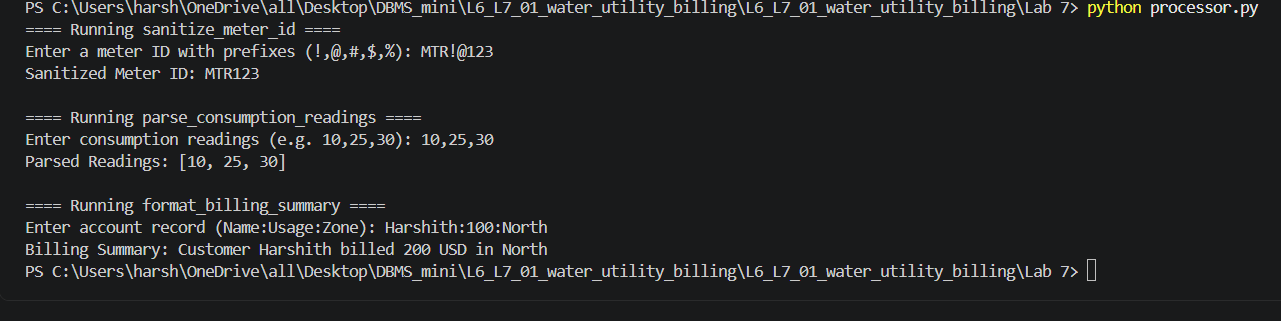 PS C:\Users\harsh\OneDrive\all\Desktop\DBMS_mini\L6_L7_01_water_utility_billing\L6_L7_01_water_utility_billing\Lab 7> python processor.py
==== Running sanitize_meter_id ====
Enter a meter ID with prefixes (!,@,#,$,%): MTR!@123
Sanitized Meter ID: MTR123

==== Running parse_consumption_readings ====
Enter consumption readings (e.g. 10,25,30): 10,25,30
Parsed Readings: [10, 25, 30]

==== Running format_billing_summary ====
Enter account record (Name:Usage:Zone): Harshith:100:North
Billing Summary: Customer Harshith billed 200 USD in North
PS C:\Users\harsh\OneDrive\all\Desktop\DBMS_mini\L6_L7_01_water_utility_billing\L6_L7_01_water_utility_billing\Lab 7>